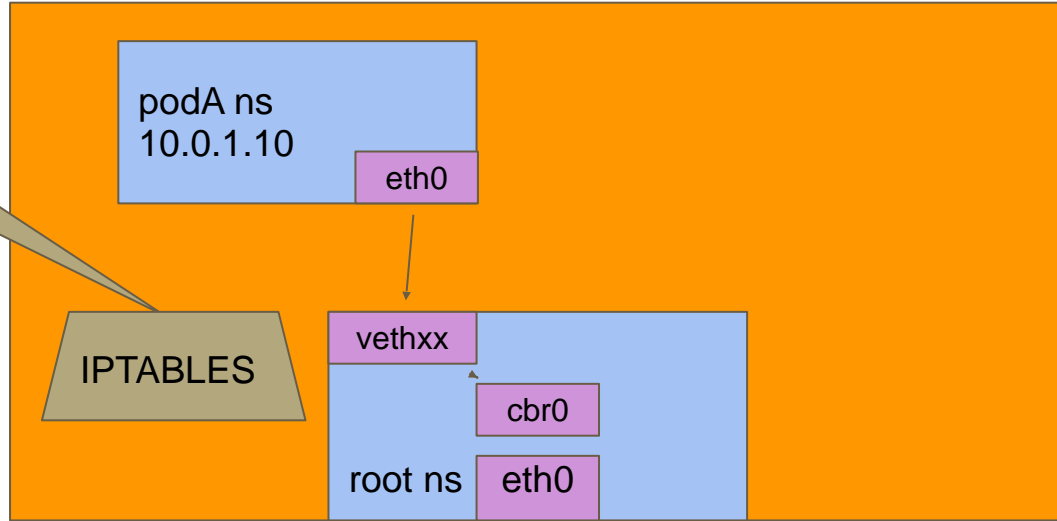 podA ns
10.0.1.10
eth0
vethxx
IPTABLES
cbr0
root ns
eth0